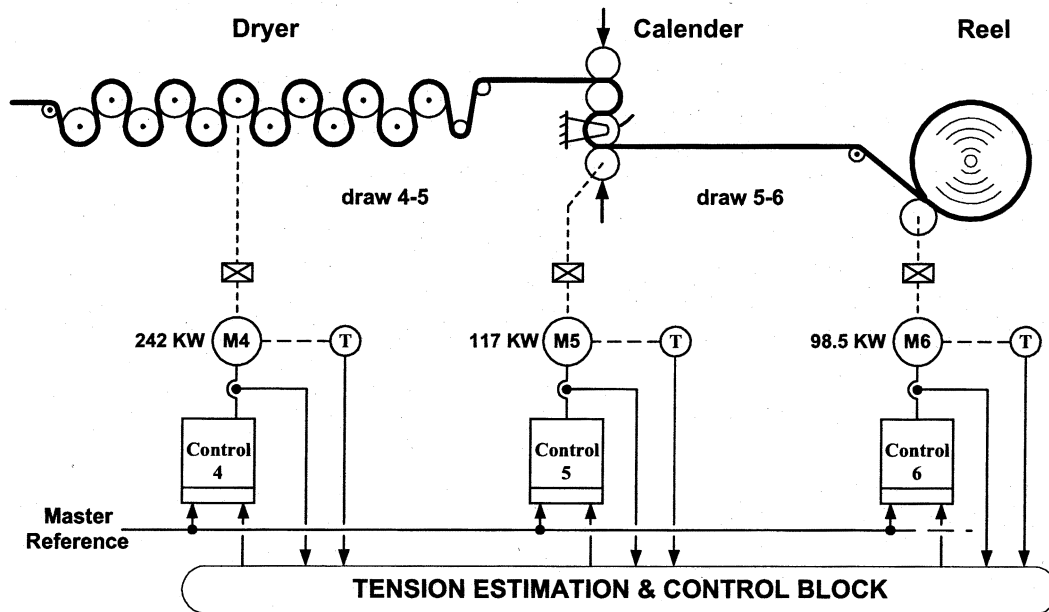 Dryer
Calender
Reel
draw 4-5
draw 5-6
242 KW
M4
T
117 KW
M5
T
98.5 KW
M6
T
Control
4
Control
5
Control
6
Master
Reference
TENSION ESTIMATION & CONTROL BLOCK